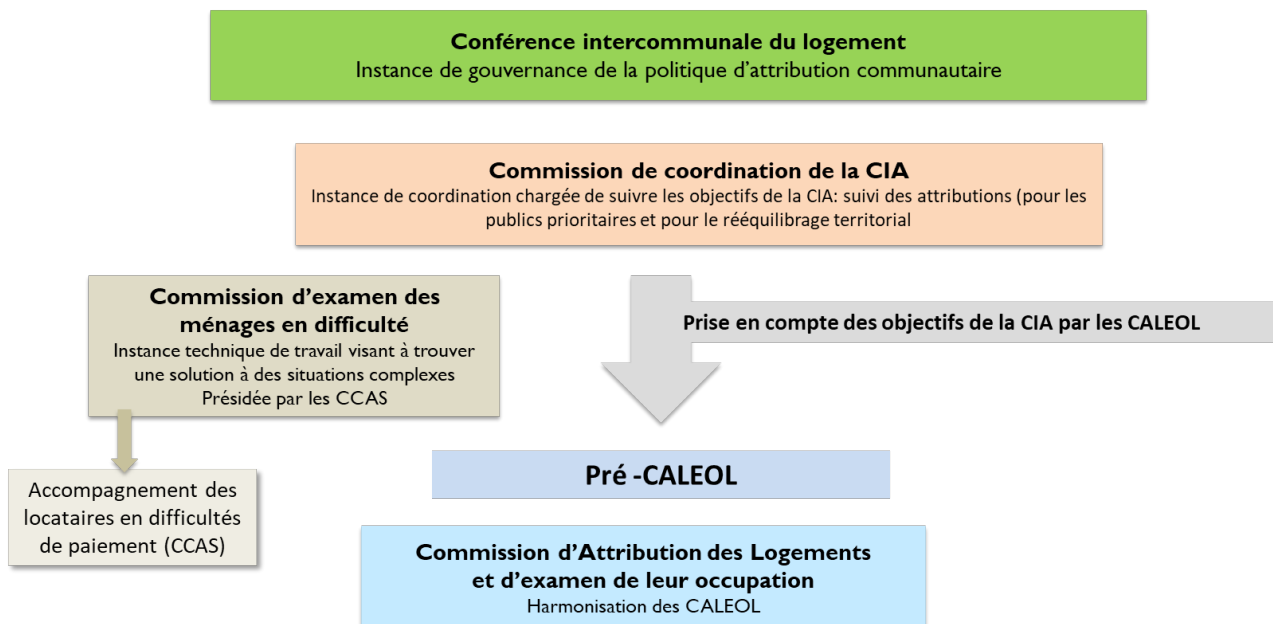 Conférence intercommunale du logement
Instance de gouvernance de la politique d’attribution communautaire
Commission de coordination de la CIA
Instance de coordination chargée de suivre les objectifs de la CIA: suivi des attributions (pour les
publics prioritaires et pour le rééquilibrage territorial
Commission d’examen des
ménages en difficulté
Instance technique de travail visant à trouver
une solution à des situations complexes
Présidée par les CCAS
Prise en compte des objectifs de la CIA par les CALEOL
Accompagnement des
locataires en difficultés
de paiement (CCAS)
Pré -CALEOL
Commission d’Attribution des Logements
et d’examen de leur occupation
Harmonisation des CALEOL